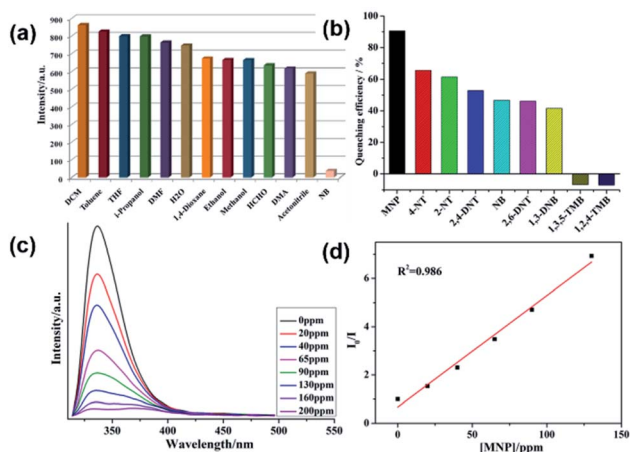 (a)
Intensity/a.u.
900
800
700
600
500
400
300
200
100
0
DCM Toluene THF i-Propanol DMF H2O 1,4-Dioxane Ethanol Methanol HCHO DMA Acetonitrile NB
(b)
Quenching efficiency / %
100
80
60
40
20
0
MNP 4-NT 2-NT 2,4-DNT NB 2,6-DNT 1,3-DNB 1,3,5-TMB 1,2,4-TMB
(c)
Intensity/a.u.
0ppm
20ppm
40ppm
65ppm
90ppm
130ppm
160ppm
200ppm
350 400 450 500 550
Wavelength/nm
(d)
R²=0.986
I₀/I
6
4
2
0
0 50 100 150
[MNP]/ppm